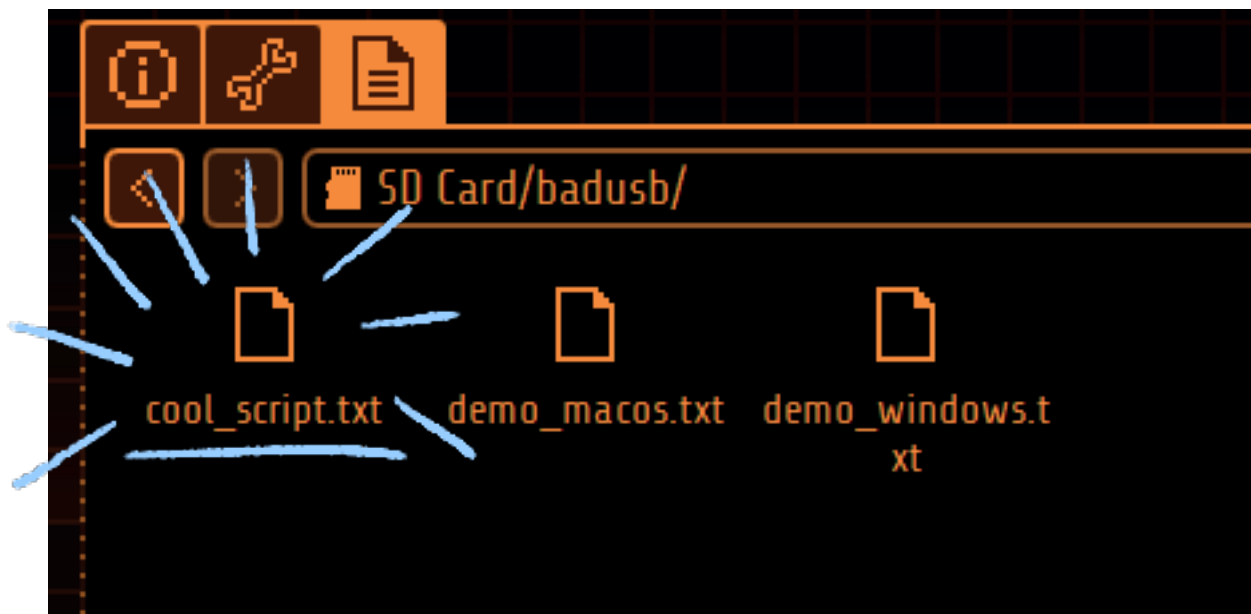 SD Card/badusb/
cool_script.txt
demo_macos.txt
demo_windows.t
xt